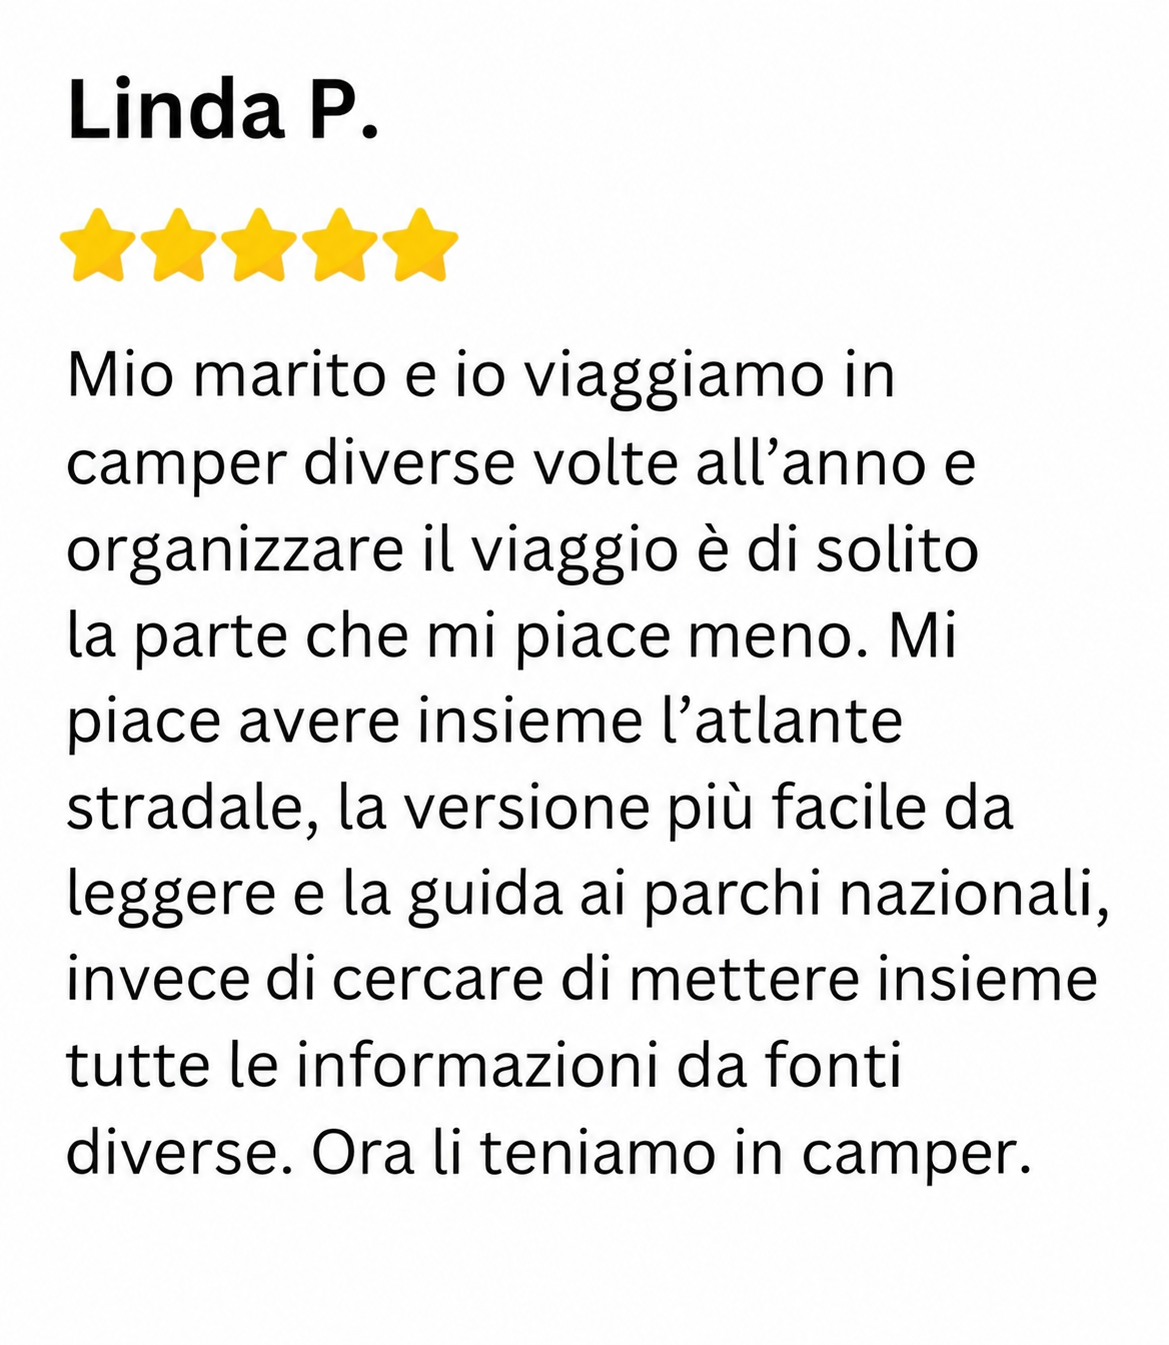 Linda P.
Mio marito e io viaggiamo in
camper diverse volte all’anno e
organizzare il viaggio è di solito
la parte che mi piace meno. Mi
piace avere insieme l’atlante
stradale, la versione più facile da
leggere e la guida ai parchi nazionali,
invece di cercare di mettere insieme
tutte le informazioni da fonti
diverse. Ora li teniamo in camper.